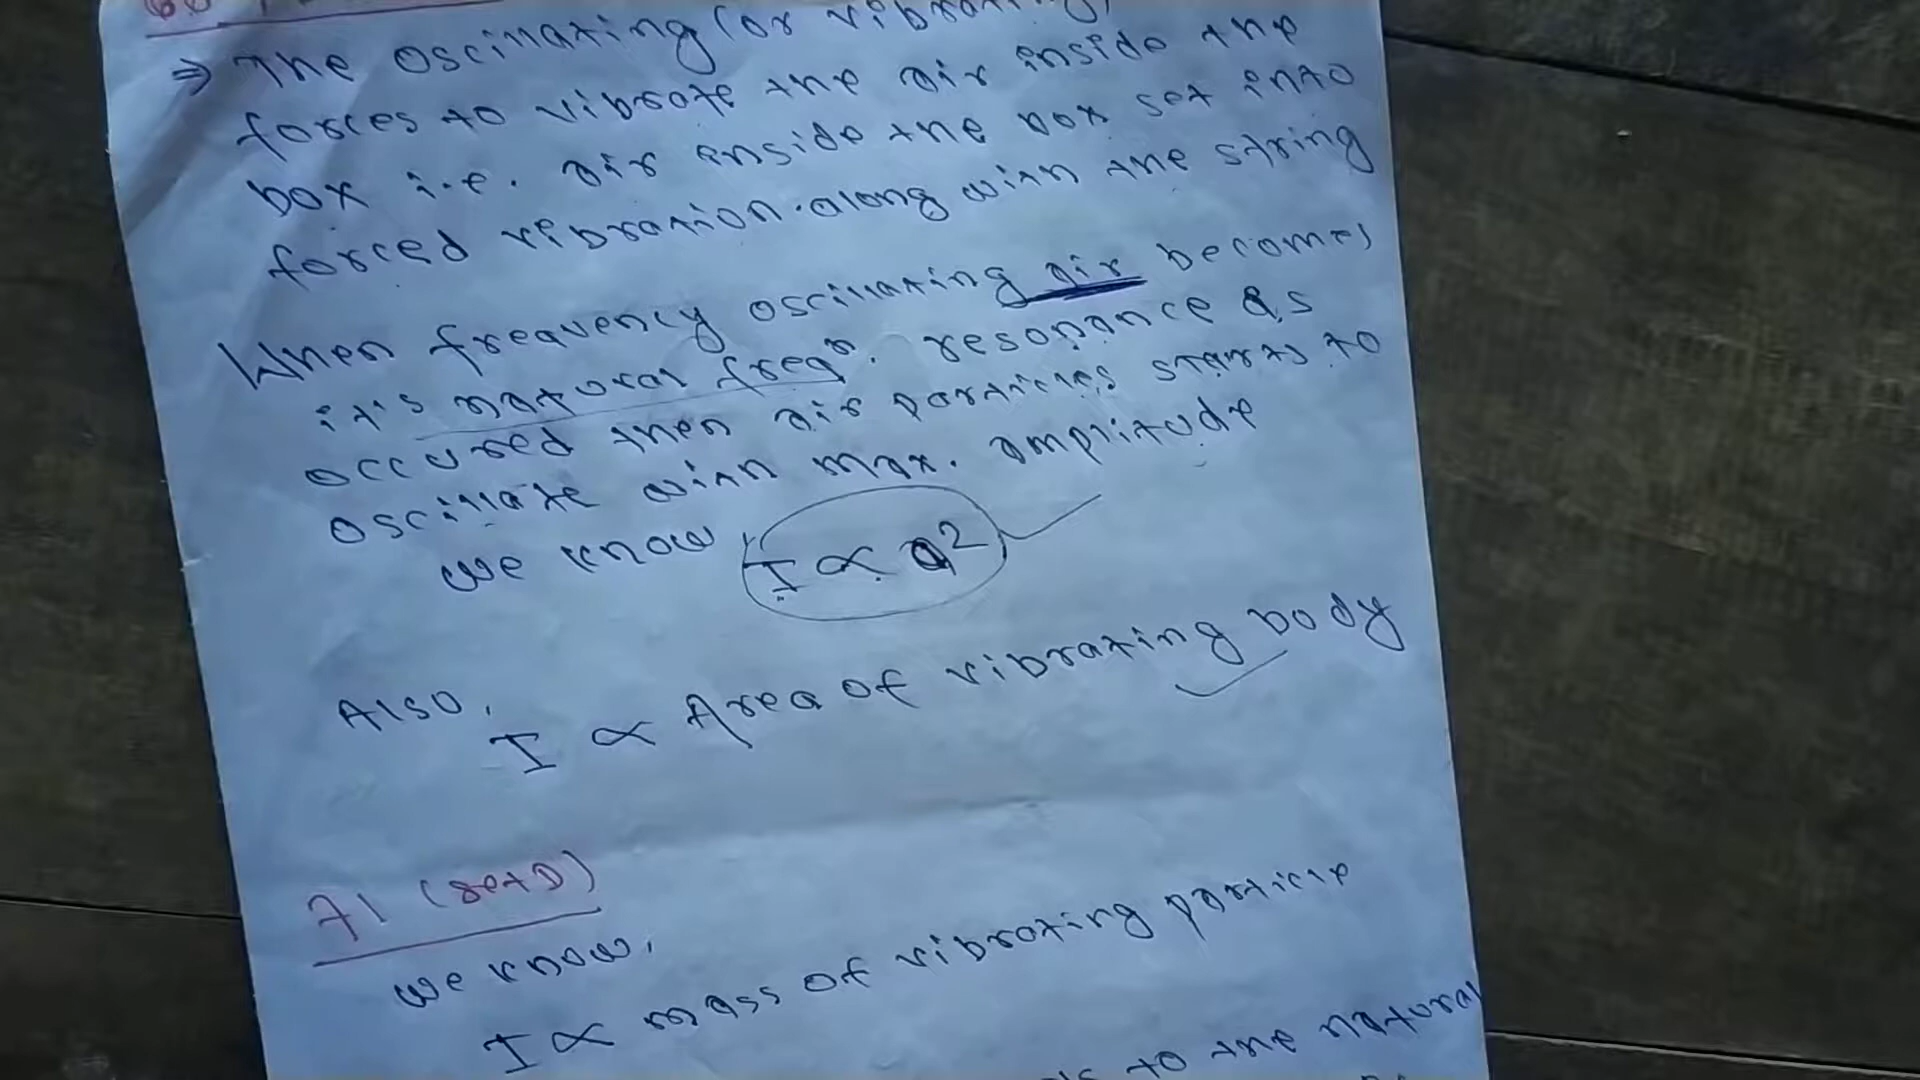 ⇒ The oscillating (or vibrating)
forces to vibrate the air inside the
box i.e. air inside the box set into
forced vibration along with the string
When frequency oscillating air becomes
it's natural freqn. resonance is
occured then air particles starts to
oscillate with max. amplitude
we know, I ∝ a²
Also,
I ∝ Area of vibrating body
71 (set D)
we know,
I ∝ mass of vibrating particle
to the natural